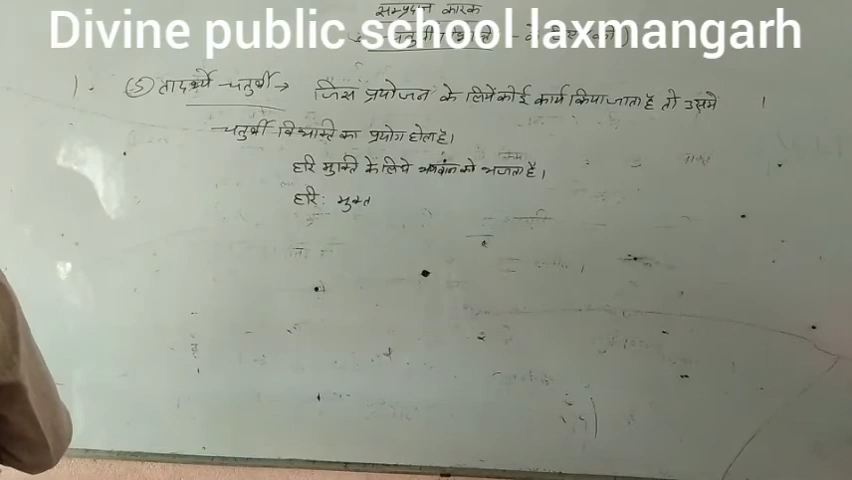 सम्प्रदान कारक
Divine public school laxmangarh
1. (5) तादर्थ्ये चतुर्थी → जिस प्रयोजन के लिये कोई कार्य किया जाता है तो उसमे
चतुर्थी विभक्ति का प्रयोग होता है।
हरि मुक्ति के लिये भगवान को भजता है।
हरि: मुक्त